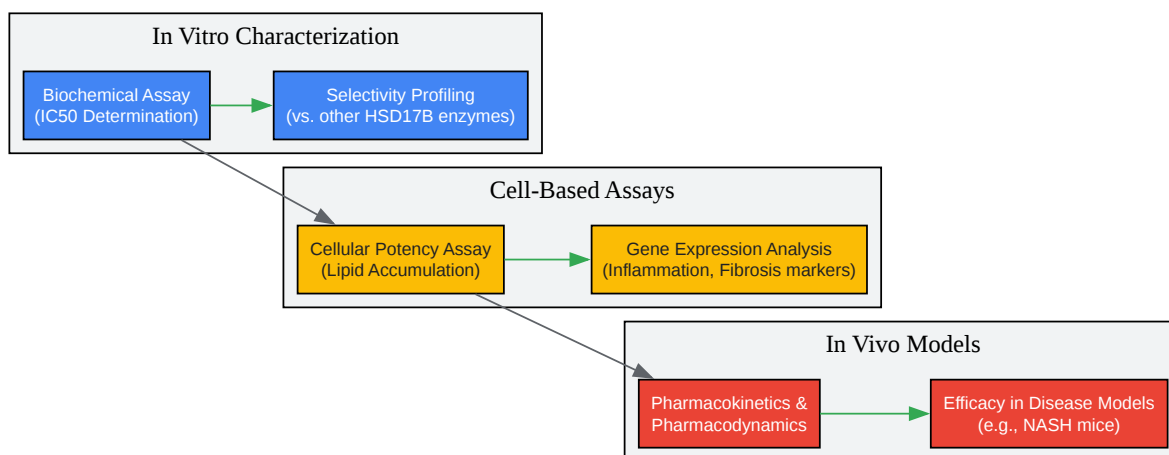 In Vitro Characterization
Biochemical Assay
(IC50 Determination)
Selectivity Profiling
(vs. other HSD17B enzymes)
Cell-Based Assays
Cellular Potency Assay
(Lipid Accumulation)
Gene Expression Analysis
(Inflammation, Fibrosis markers)
In Vivo Models
Pharmacokinetics &
Pharmacodynamics
Efficacy in Disease Models
(e.g., NASH mice)